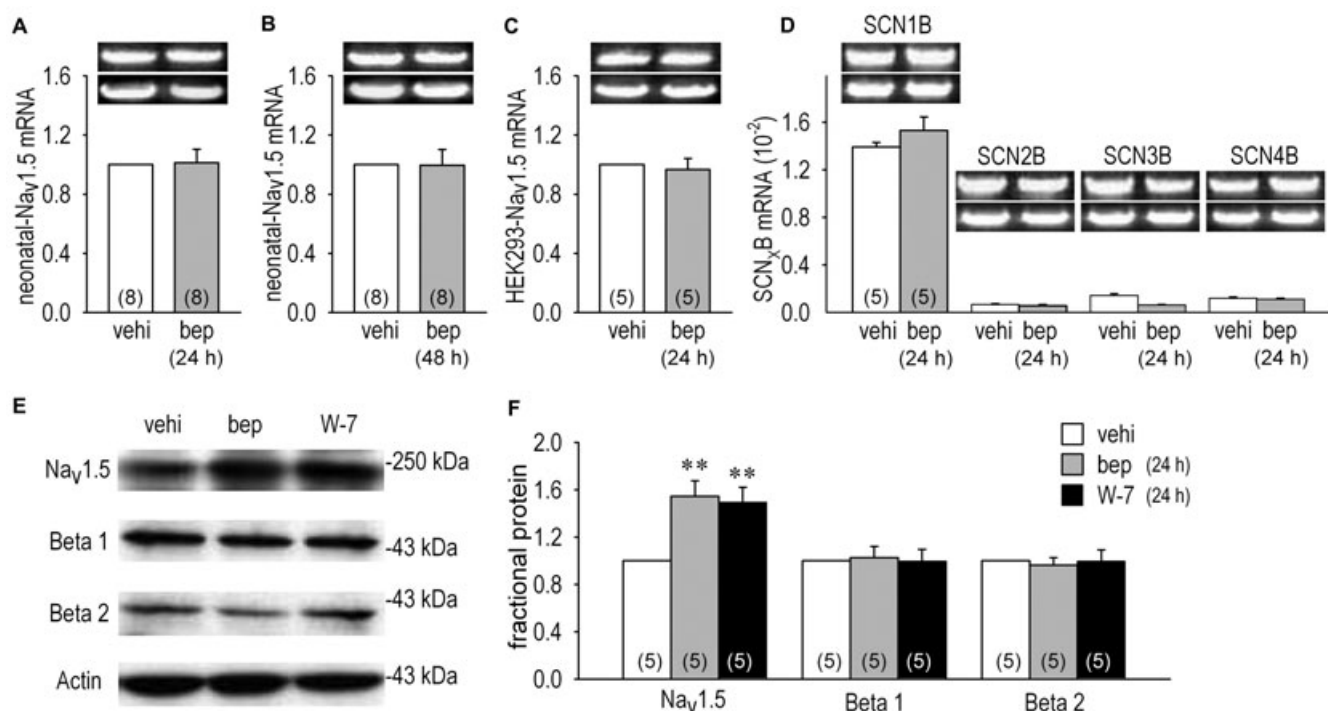 A
neonatal-NaV1.5 mRNA
1.6
1.2
0.8
0.4
0.0
(8)
(8)
vehi bep
(24 h)
B
neonatal-NaV1.5 mRNA
1.6
1.2
0.8
0.4
0.0
(8)
(8)
vehi bep
(48 h)
C
HEK293-NaV1.5 mRNA
1.6
1.2
0.8
0.4
0.0
(5)
(5)
vehi bep
(24 h)
D
SCNXB mRNA (10-2)
1.6
1.2
0.8
0.4
0.0
SCN1B
SCN2B
SCN3B
SCN4B
(5)
(5)
vehi bep
(24 h)
vehi bep
(24 h)
vehi bep
(24 h)
vehi bep
(24 h)
E
vehi bep W-7
NaV1.5
-250 kDa
Beta 1
-43 kDa
Beta 2
-43 kDa
Actin
-43 kDa
F
fractional protein
2.0
1.6
1.2
0.8
0.4
0.0
** **
vehi
bep (24 h)
W-7 (24 h)
(5) (5) (5)
(5) (5) (5)
(5) (5) (5)
NaV1.5
Beta 1
Beta 2